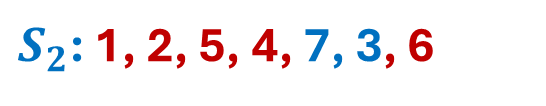 S₂: 1, 2, 5, 4, 7, 3, 6